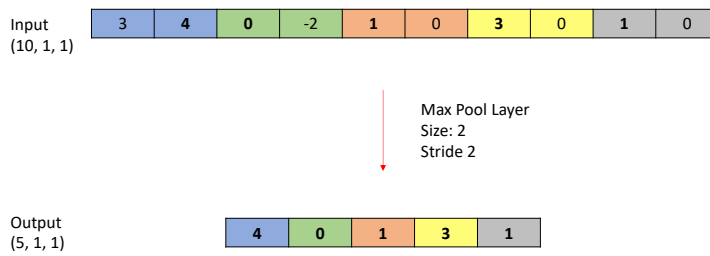 Input
(10, 1, 1)
3 4 0 -2 1 0 3 0 1 0
Max Pool Layer
Size: 2
Stride 2
Output
(5, 1, 1)
4 0 1 3 1